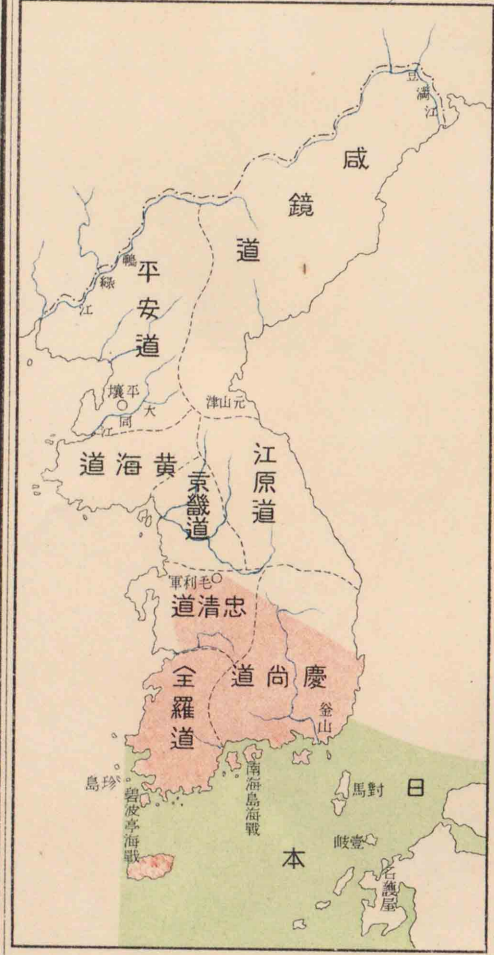 豆滿江
咸鏡道
鴨綠江
平安道
平壤
大同江
元山津
黄海道
京畿道
江原道
毛利軍
忠清道
慶尚道
全羅道
釜山
珍島
碧波亭海戰
南海島海戰
對馬
日本
壹岐
名護屋